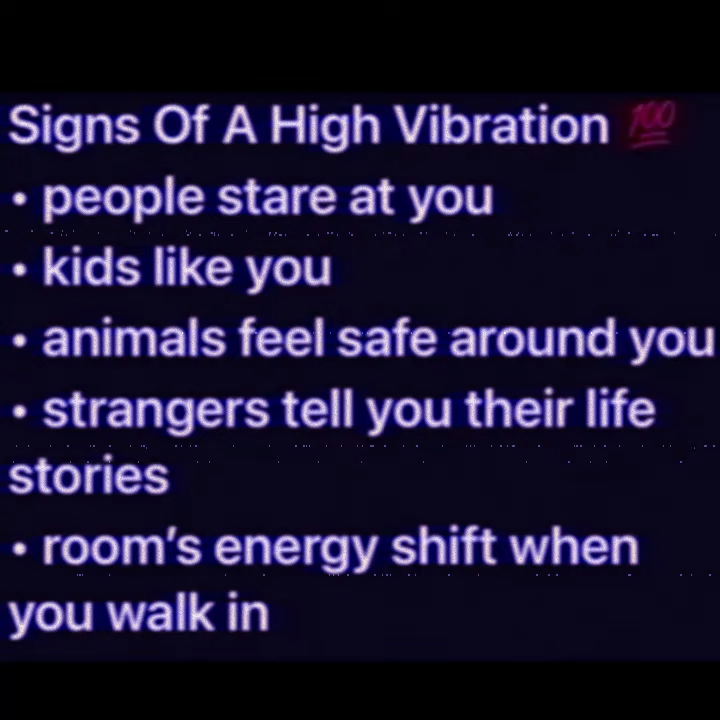 Signs Of A High Vibration 💯
• people stare at you
• kids like you
• animals feel safe around you
• strangers tell you their life
stories
• room's energy shift when
you walk in